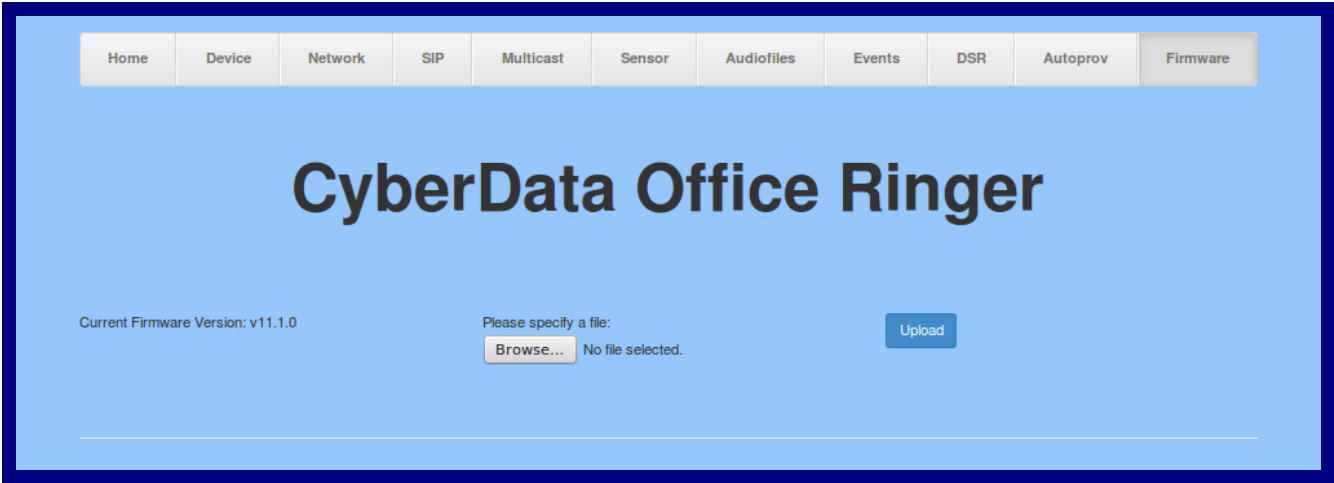 Home Device Network SIP Multicast Sensor Audiofiles Events DSR Autoprov Firmware
CyberData Office Ringer
Current Firmware Version: v11.1.0
Please specify a file:
Browse... No file selected.
Upload